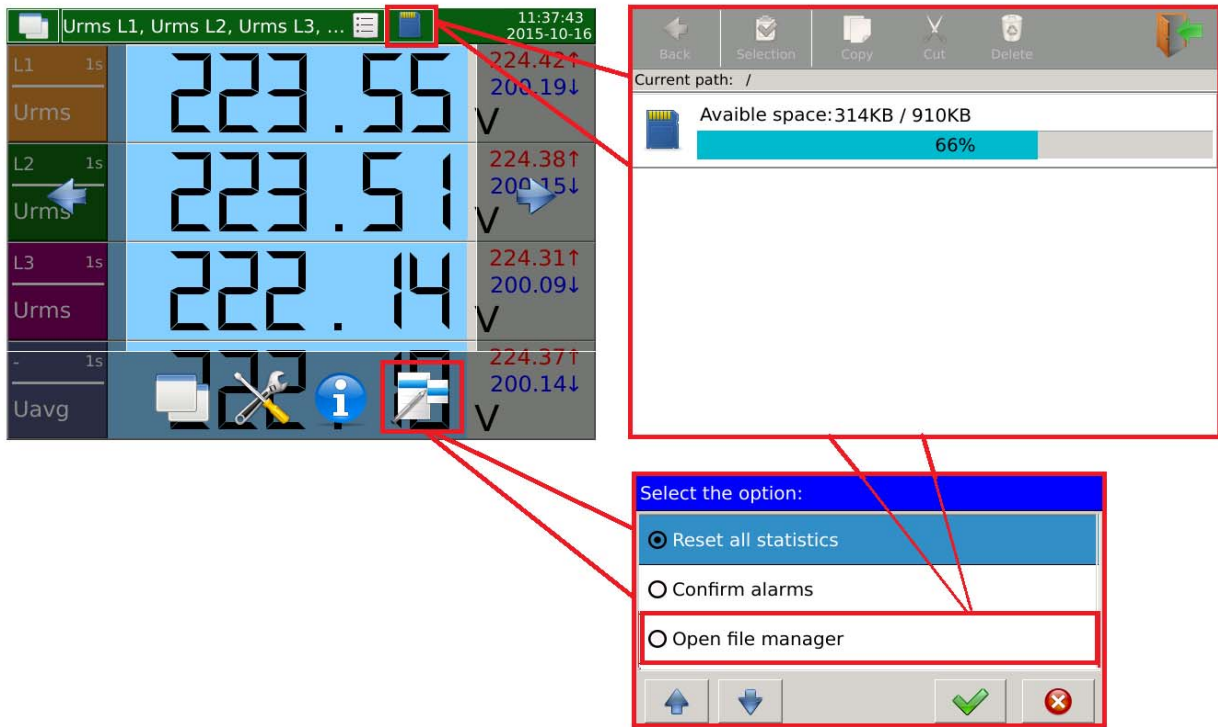 Urms L1, Urms L2, Urms L3, ...
11:37:43
2015-10-16
L1 1s
Urms
223.55
V
224.42↑
200.19↓
L2 1s
Urms
223.51
V
224.38↑
200.15↓
L3 1s
Urms
222.14
V
224.31↑
200.09↓
- 1s
Uavg
V
224.37↑
200.14↓
Back
Selection
Copy
Cut
Delete
Current path: /
Avaible space:314KB / 910KB
66%
Select the option:
Reset all statistics
Confirm alarms
Open file manager